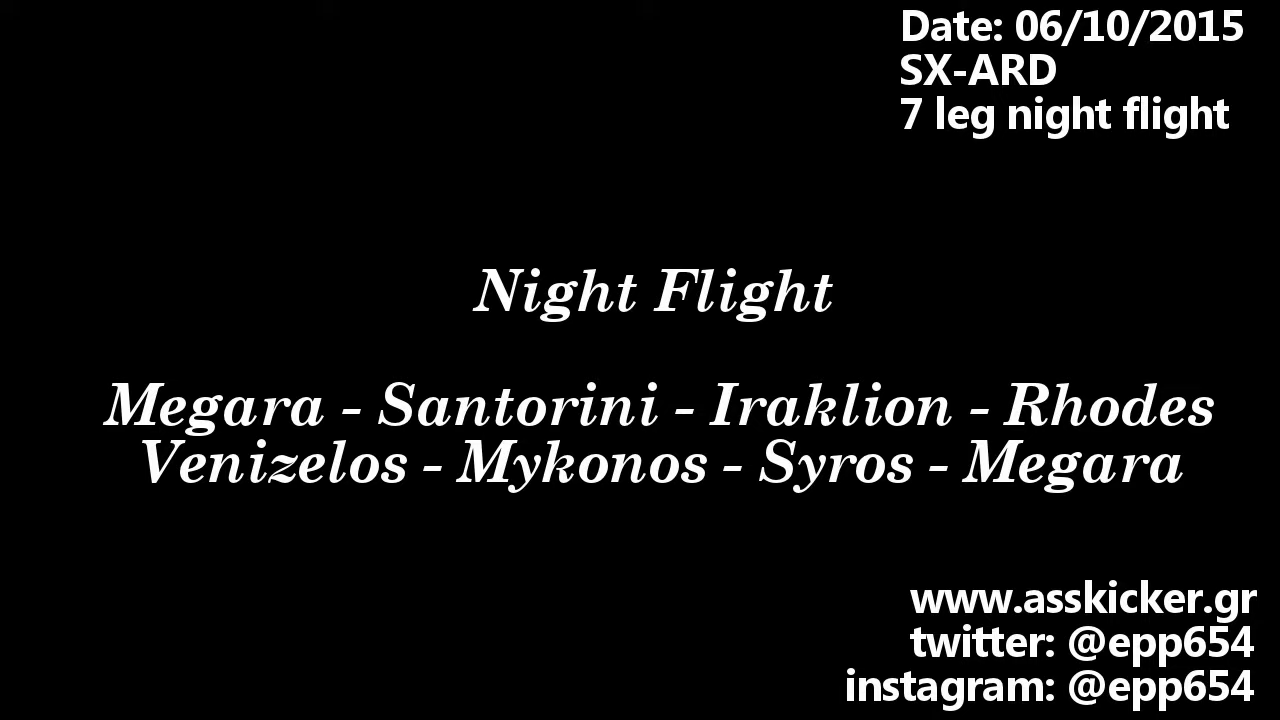 Date: 06/10/2015
SX-ARD
7 leg night flight
Night Flight
Megara - Santorini - Iraklion - Rhodes
Venizelos - Mykonos - Syros - Megara
www.asskicker.gr
twitter: @epp654
instagram: @epp654